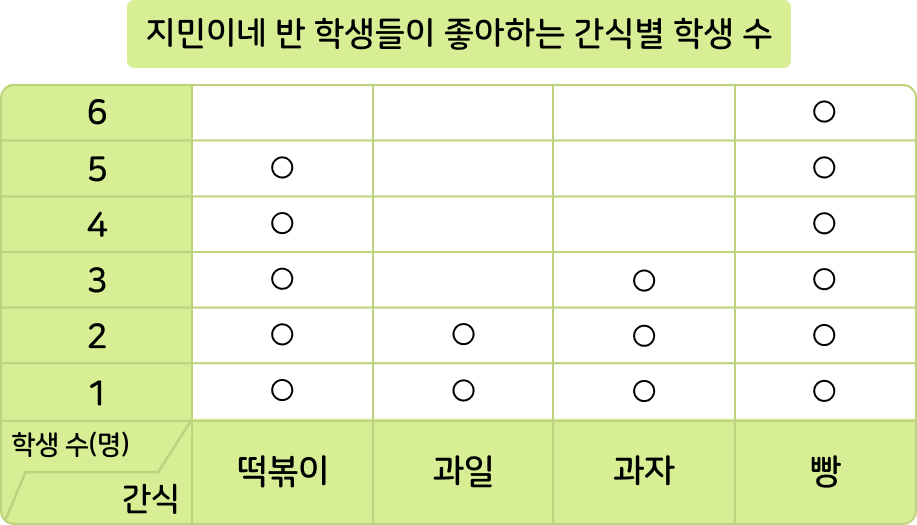 지민이네 반 학생들이 좋아하는 간식별 학생 수
6 ○
5 ○ ○
4 ○ ○
3 ○ ○ ○
2 ○ ○ ○ ○
1 ○ ○ ○ ○
학생 수(명)
간식
떡볶이 과일 과자 빵